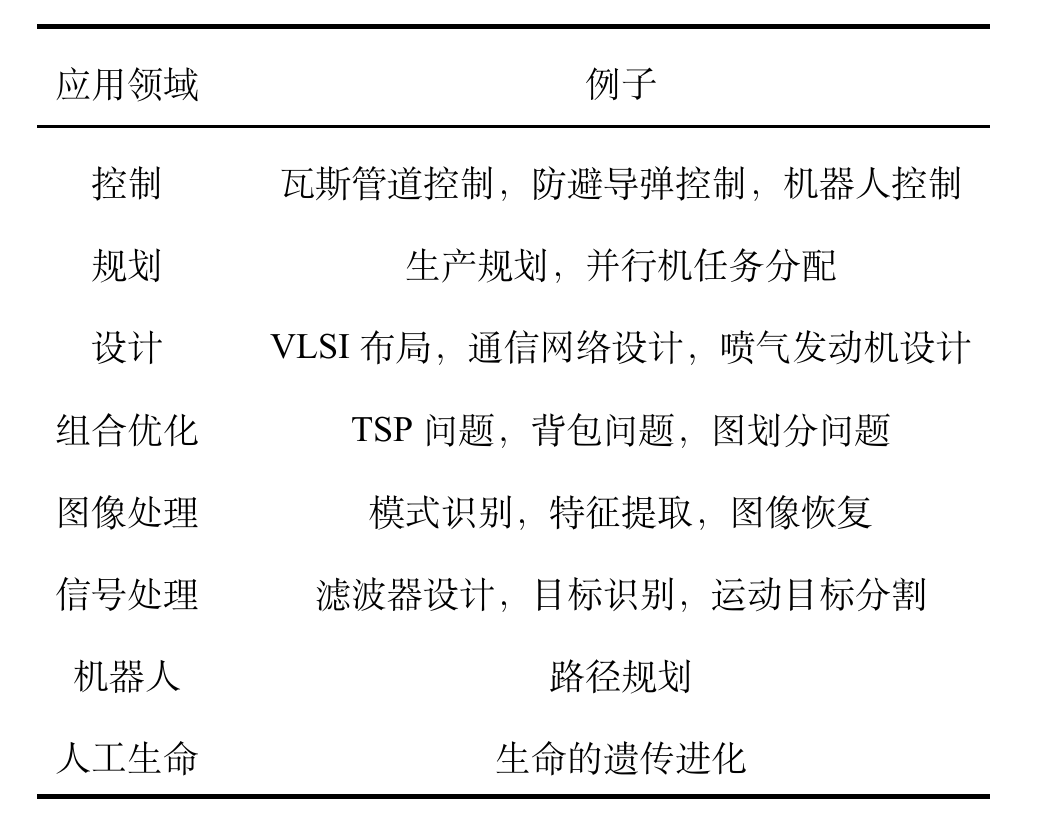 应用领域 例子
控制 瓦斯管道控制，防避导弹控制，机器人控制
规划 生产规划，并行机任务分配
设计 VLSI 布局，通信网络设计，喷气发动机设计
组合优化 TSP 问题，背包问题，图划分问题
图像处理 模式识别，特征提取，图像恢复
信号处理 滤波器设计，目标识别，运动目标分割
机器人 路径规划
人工生命 生命的遗传进化